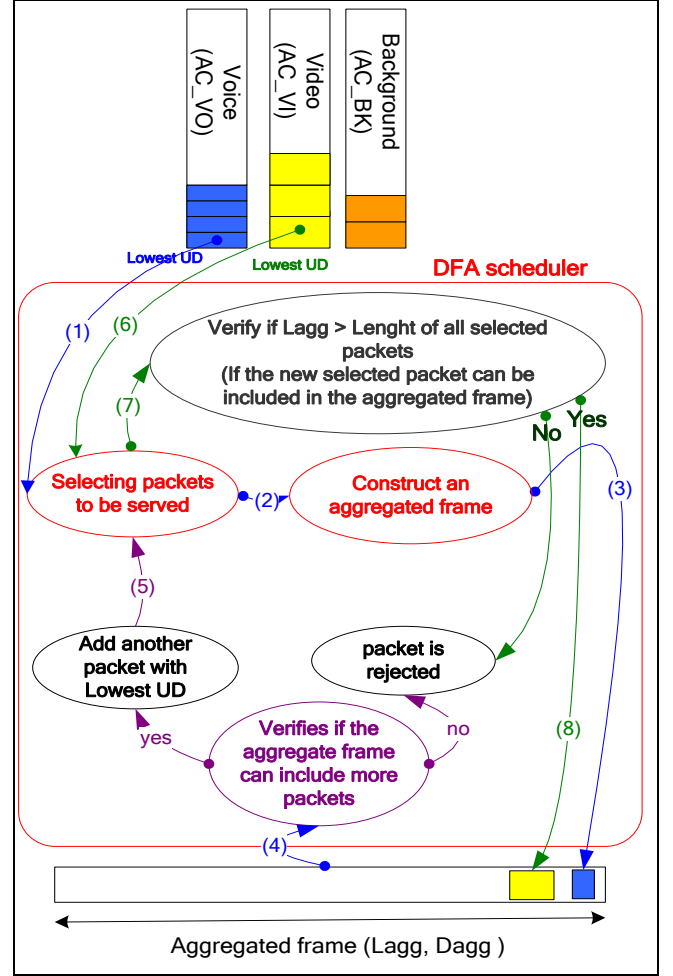 Voice
(AC_VO)
Video
(AC_VI)
Background
(AC_BK)
Lowest UD
Lowest UD
DFA scheduler
(1)
(6)
Verify if Lagg > Lenght of all selected
packets
(If the new selected packet can be
included in the aggregated frame)
(7)
No
Yes
Selecting packets
to be served
(2)
Construct an
aggregated frame
(3)
(5)
Add another
packet with
Lowest UD
packet is
rejected
yes
Verifies if the
aggregate frame
can include more
packets
no
(8)
(4)
Aggregated frame (Lagg, Dagg )